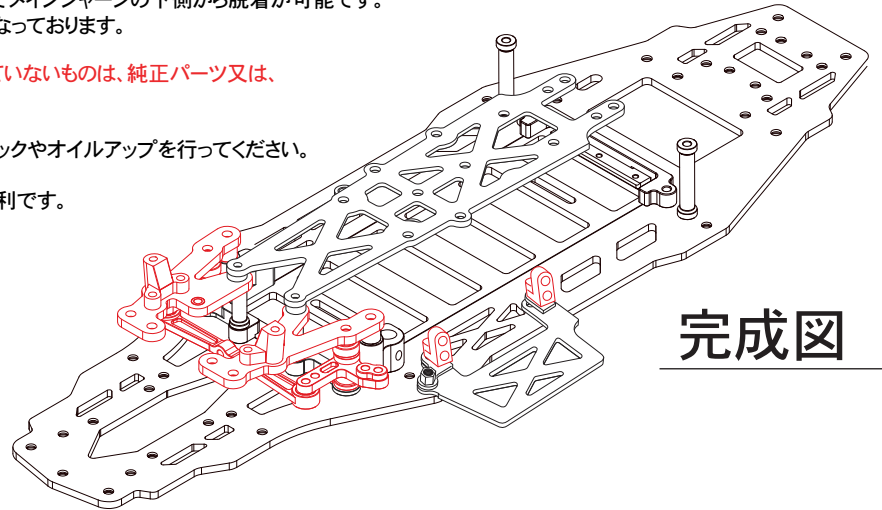 メインシャーシの下側から脱着が可能です。
なっております。
ていないものは、純正パーツ又は、
ックやオイルアップを行ってください。
利です。
完成図